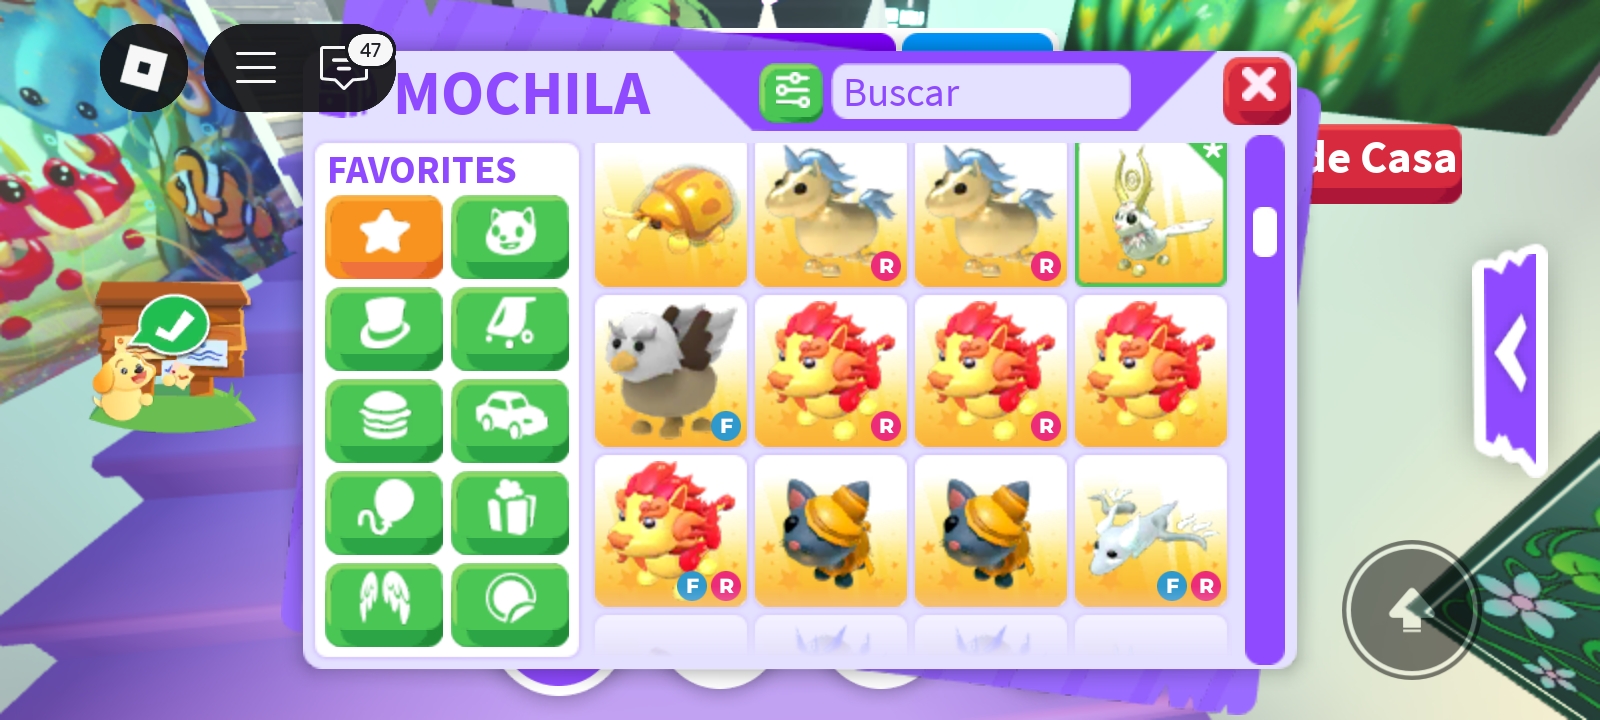 47
MOCHILA
Buscar
de Casa
FAVORITES
R
R
F
R
R
F R
F R